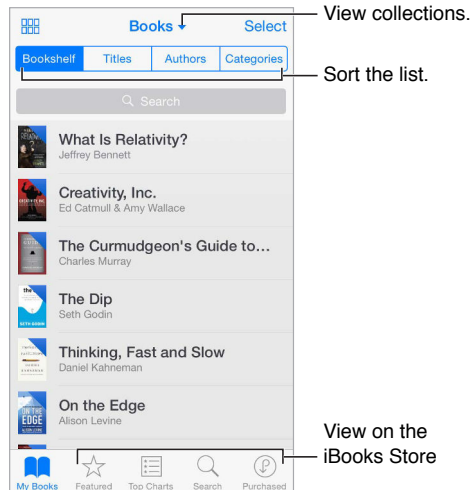 Books
Select
View collections.
Bookshelf
Titles
Authors
Categories
Sort the list.
Search
What Is Relativity?
Jeffrey Bennett
Creativity, Inc.
Ed Catmull & Amy Wallace
The Curmudgeon's Guide to...
Charles Murray
The Dip
Seth Godin
Thinking, Fast and Slow
Daniel Kahneman
On the Edge
Alison Levine
View on the
iBooks Store
My Books
Featured
Top Charts
Search
Purchased